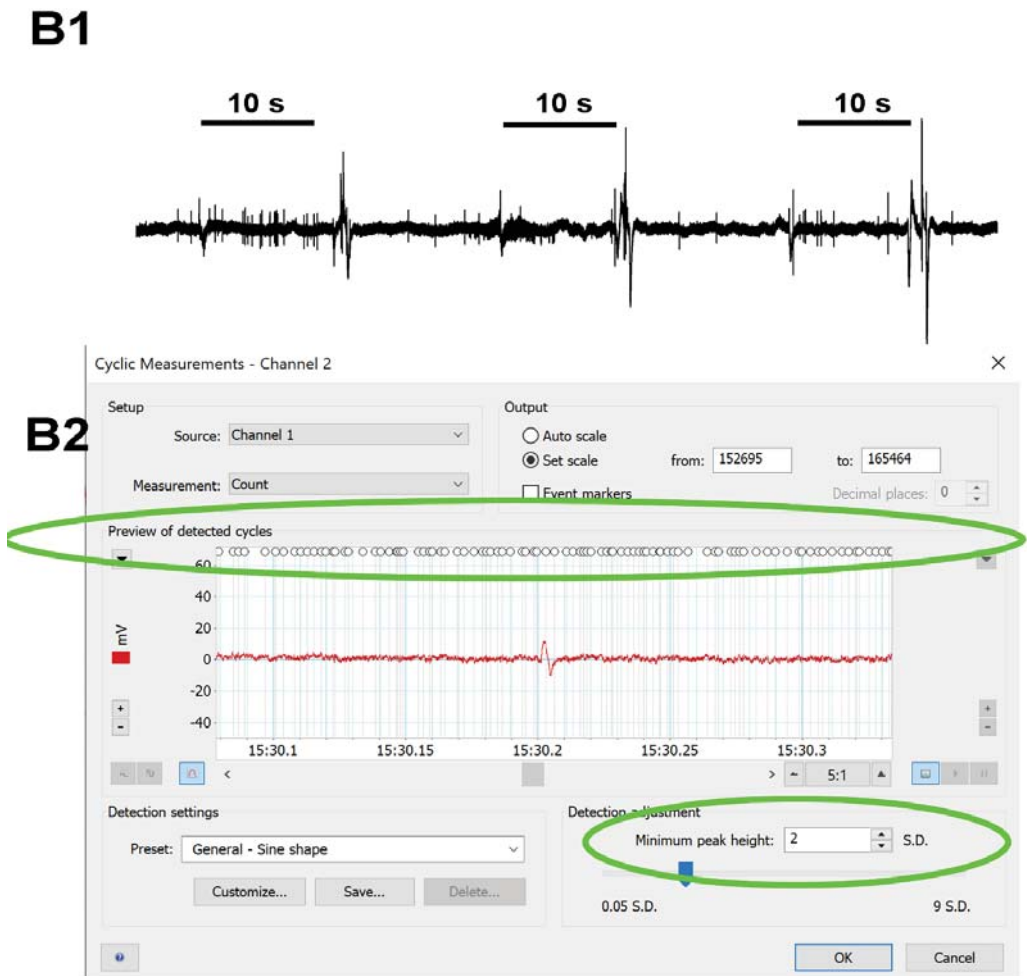 B1
10 s 10 s 10 s
Cyclic Measurements - Channel 2
B2
Setup
Source: Channel 1
Measurement: Count
Output
Auto scale
Set scale from: 152695 to: 165464
Event markers Decimal places: 0
Preview of detected cycles
mV
60
40
20
0
-20
-40
15:30.1 15:30.15 15:30.2 15:30.25 15:30.3
5:1
Detection settings
Preset: General - Sine shape
Customize... Save... Delete...
Detection adjustment
Minimum peak height: 2 S.D.
0.05 S.D. 9 S.D.
OK Cancel